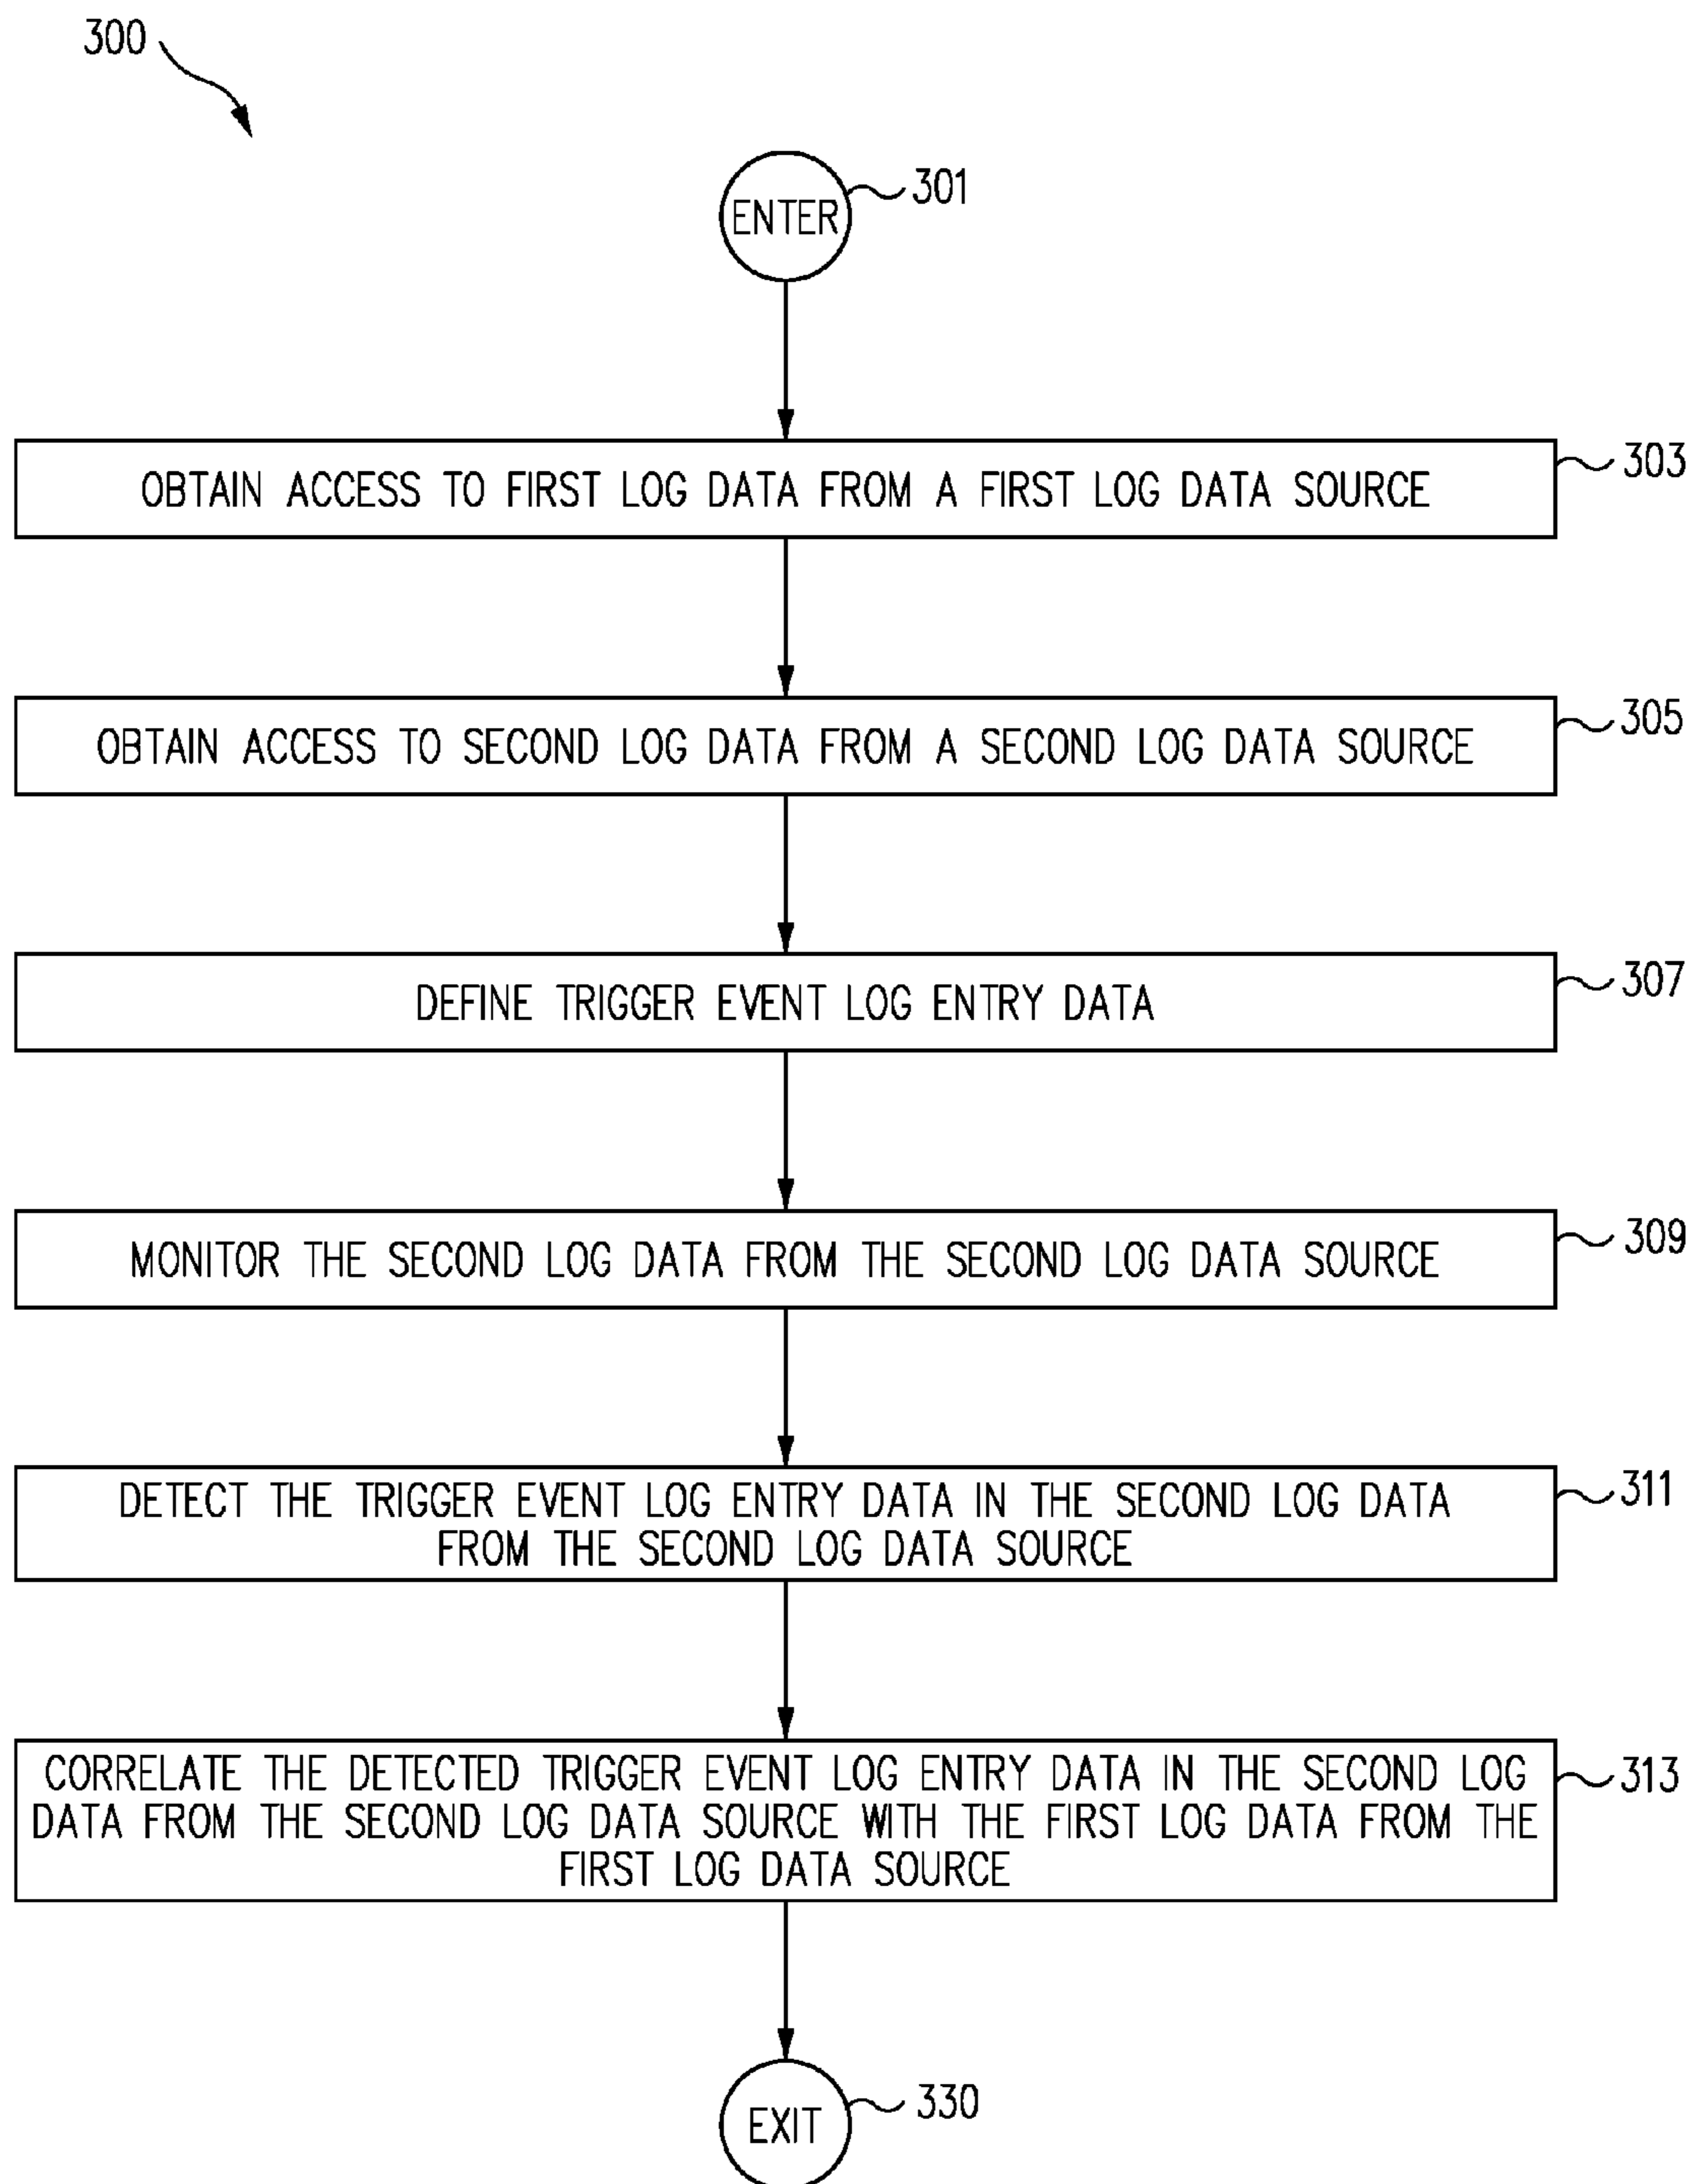 300
ENTER
301
OBTAIN ACCESS TO FIRST LOG DATA FROM A FIRST LOG DATA SOURCE
303
OBTAIN ACCESS TO SECOND LOG DATA FROM A SECOND LOG DATA SOURCE
305
DEFINE TRIGGER EVENT LOG ENTRY DATA
307
MONITOR THE SECOND LOG DATA FROM THE SECOND LOG DATA SOURCE
309
DETECT THE TRIGGER EVENT LOG ENTRY DATA IN THE SECOND LOG DATA
FROM THE SECOND LOG DATA SOURCE
311
CORRELATE THE DETECTED TRIGGER EVENT LOG ENTRY DATA IN THE SECOND LOG
DATA FROM THE SECOND LOG DATA SOURCE WITH THE FIRST LOG DATA FROM THE
FIRST LOG DATA SOURCE
313
EXIT
330